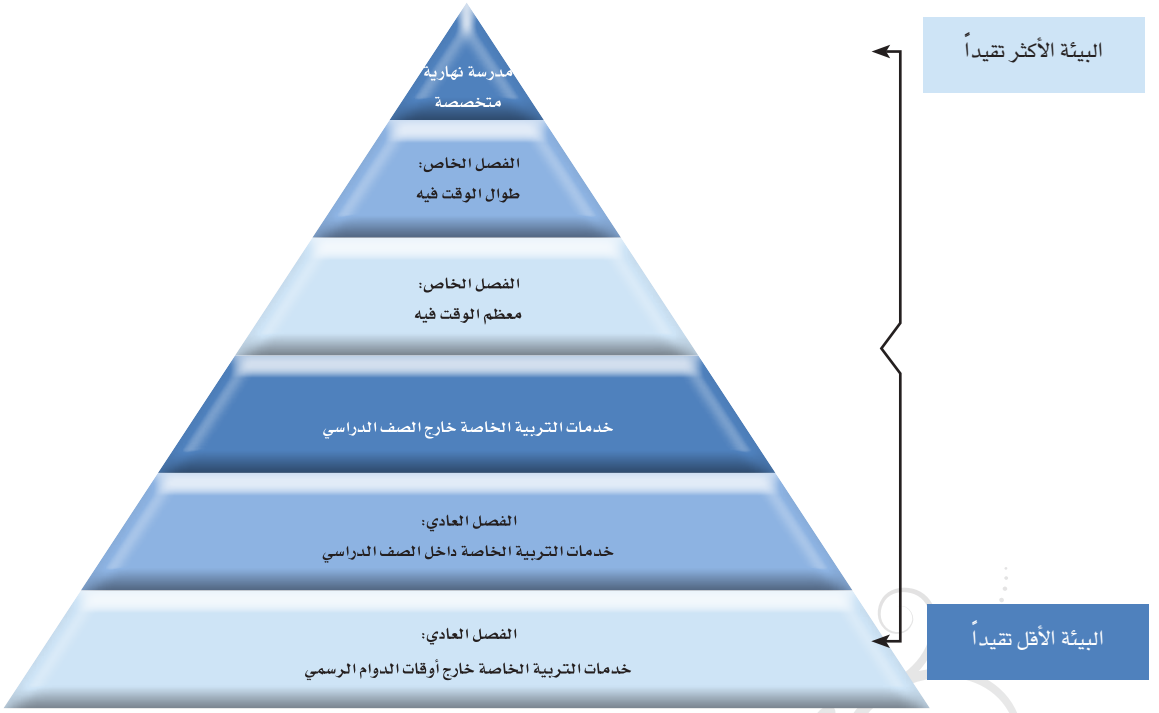 البيئة الأكثر تقيداً
مدرسة نهارية
متخصصة
الفصل الخاص:
طوال الوقت فيه
الفصل الخاص:
معظم الوقت فيه
خدمات التربية الخاصة خارج الصف الدراسي
الفصل العادي:
خدمات التربية الخاصة داخل الصف الدراسي
الفصل العادي:
خدمات التربية الخاصة خارج أوقات الدوام الرسمي
البيئة الأقل تقيداً